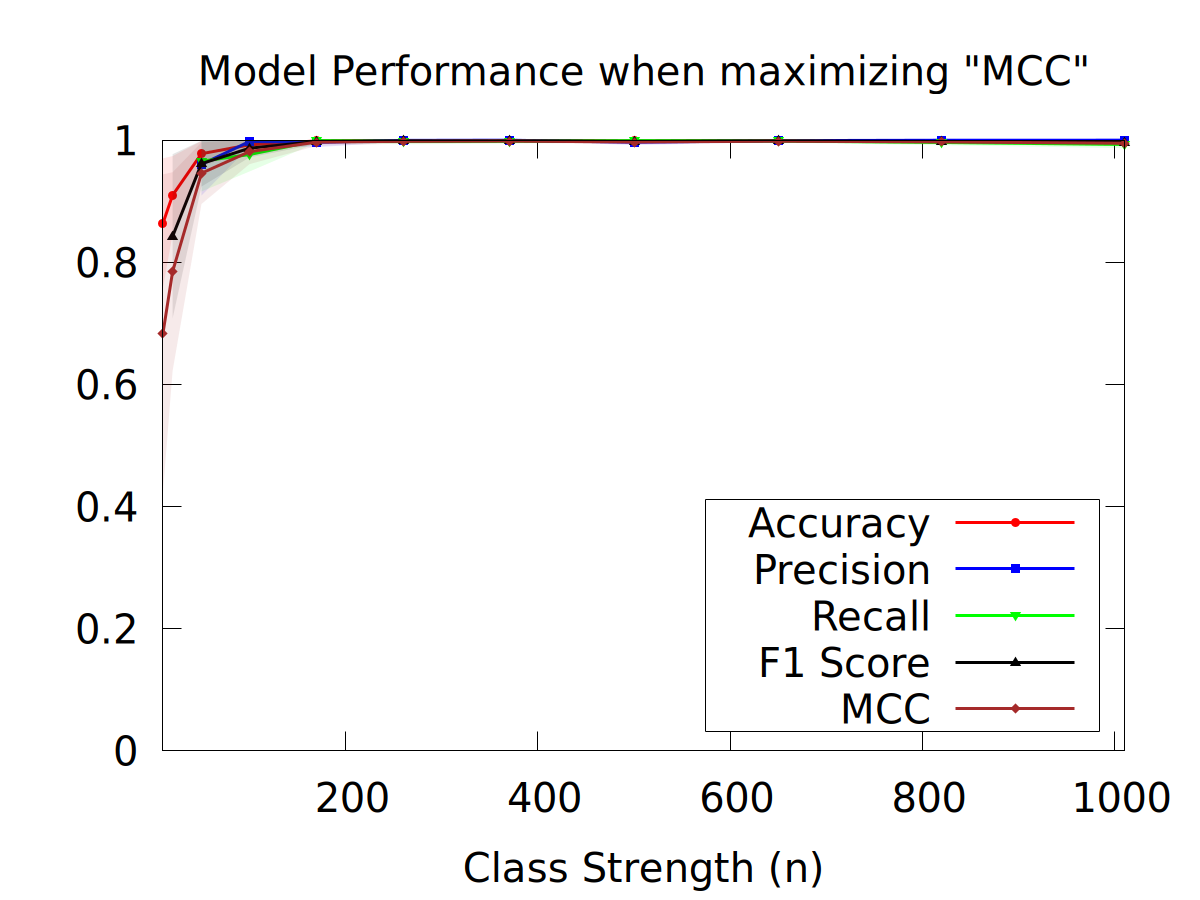 Model Performance when maximizing "MCC"
1
0.8
0.6
0.4
0.2
0
Accuracy
Precision
Recall
F1 Score
MCC
200 400 600 800 1000
Class Strength (n)